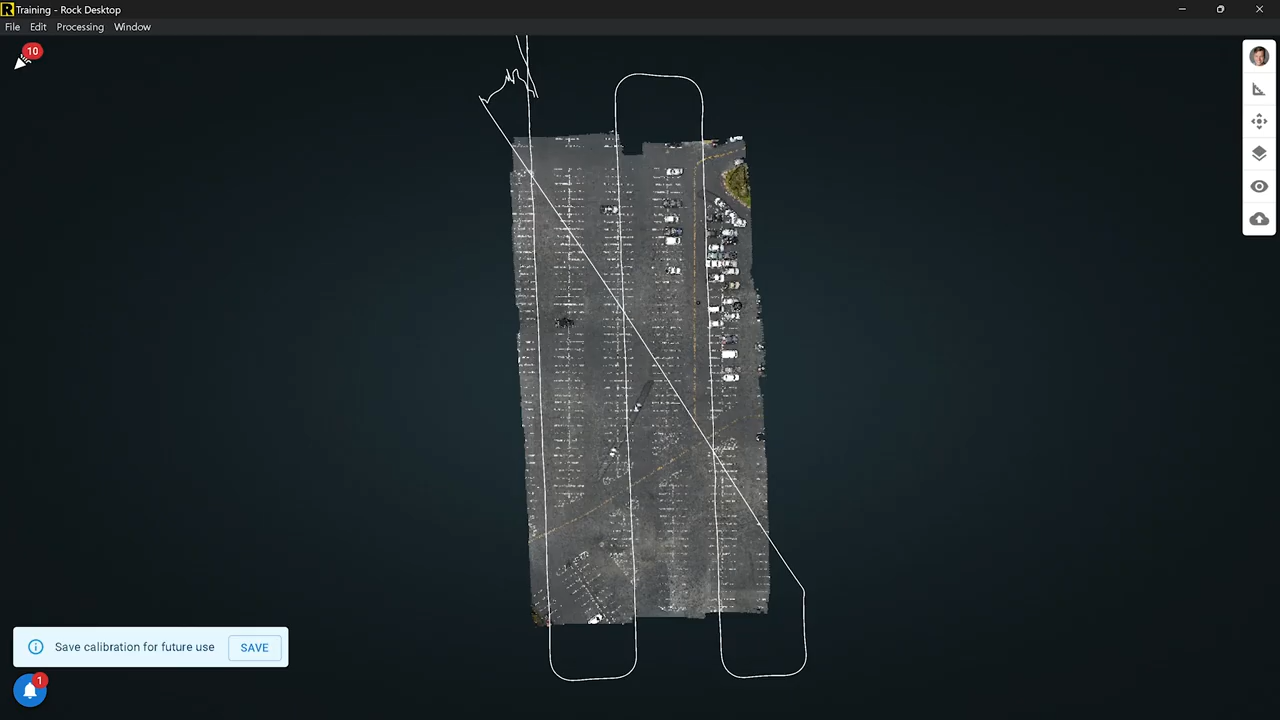 R Training - Rock Desktop
File Edit Processing Window
10
Save calibration for future use SAVE
1